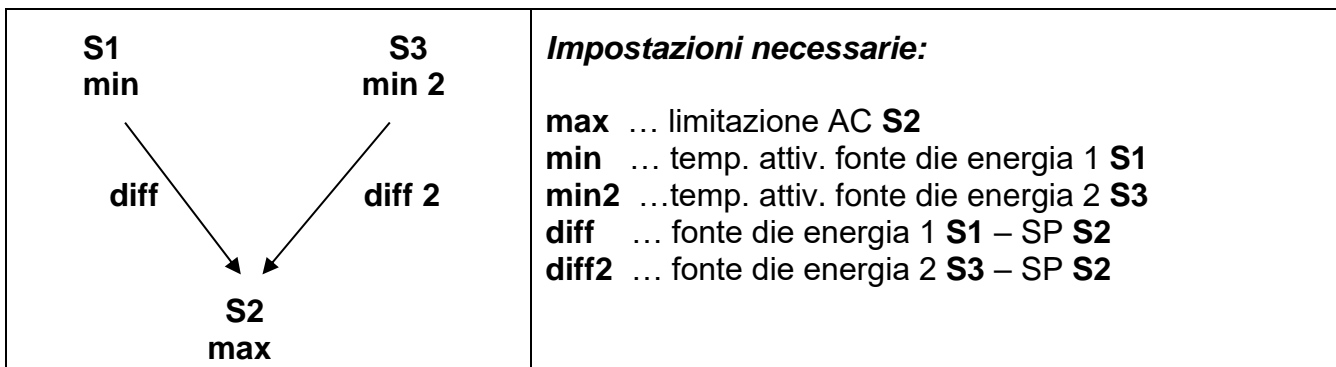 S1 S3
min min 2
diff diff 2
S2
max
Impostazioni necessarie:
max … limitazione AC S2
min … temp. attiv. fonte die energia 1 S1
min2 …temp. attiv. fonte die energia 2 S3
diff … fonte die energia 1 S1 – SP S2
diff2 … fonte die energia 2 S3 – SP S2